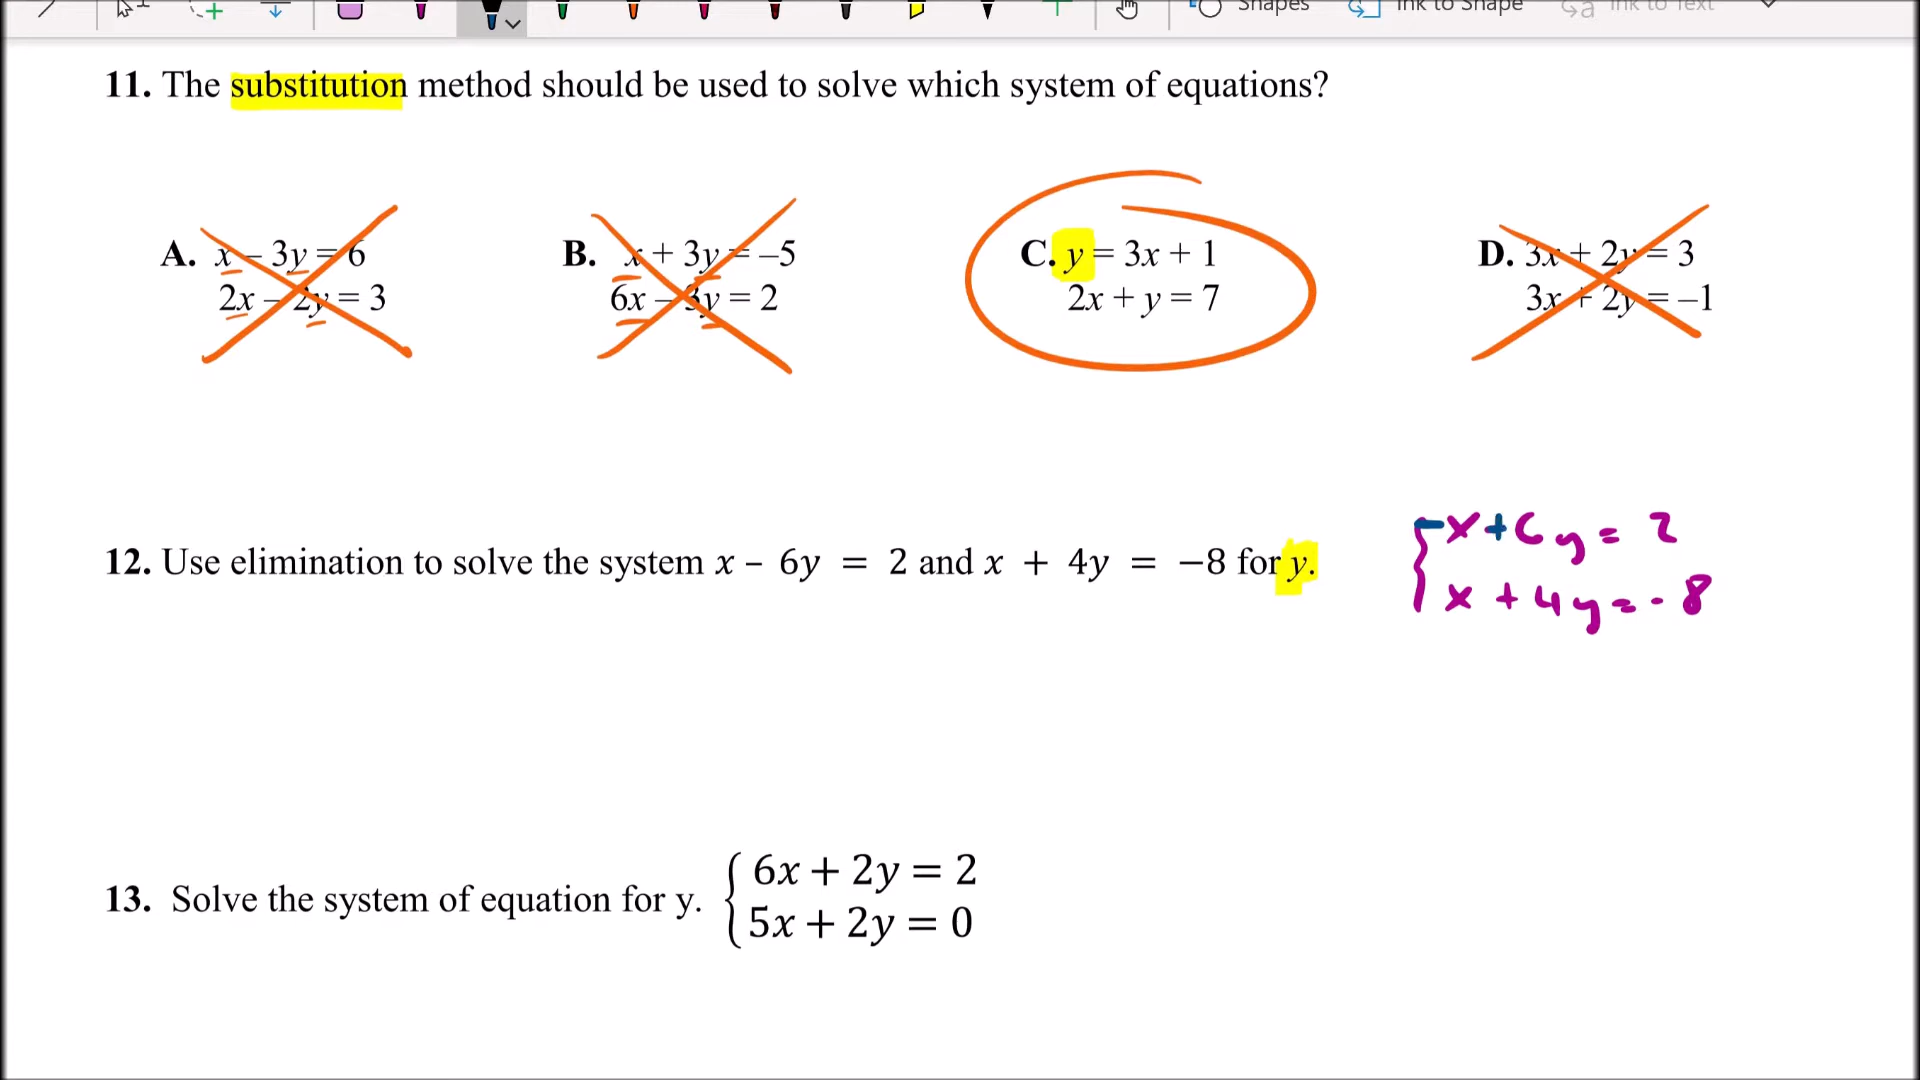 Shapes Ink to Shape Ink to Text
11. The substitution method should be used to solve which system of equations?
A. x – 3y = 6
2x – 2y = 3
B. x + 3y = –5
6x – 3y = 2
C. y = 3x + 1
2x + y = 7
D. 3x + 2y = 3
3x + 2y = –1
12. Use elimination to solve the system x – 6y = 2 and x + 4y = −8 for y.
-x+6y=2
x+4y=-8
13. Solve the system of equation for y.
6x + 2y = 2
5x + 2y = 0